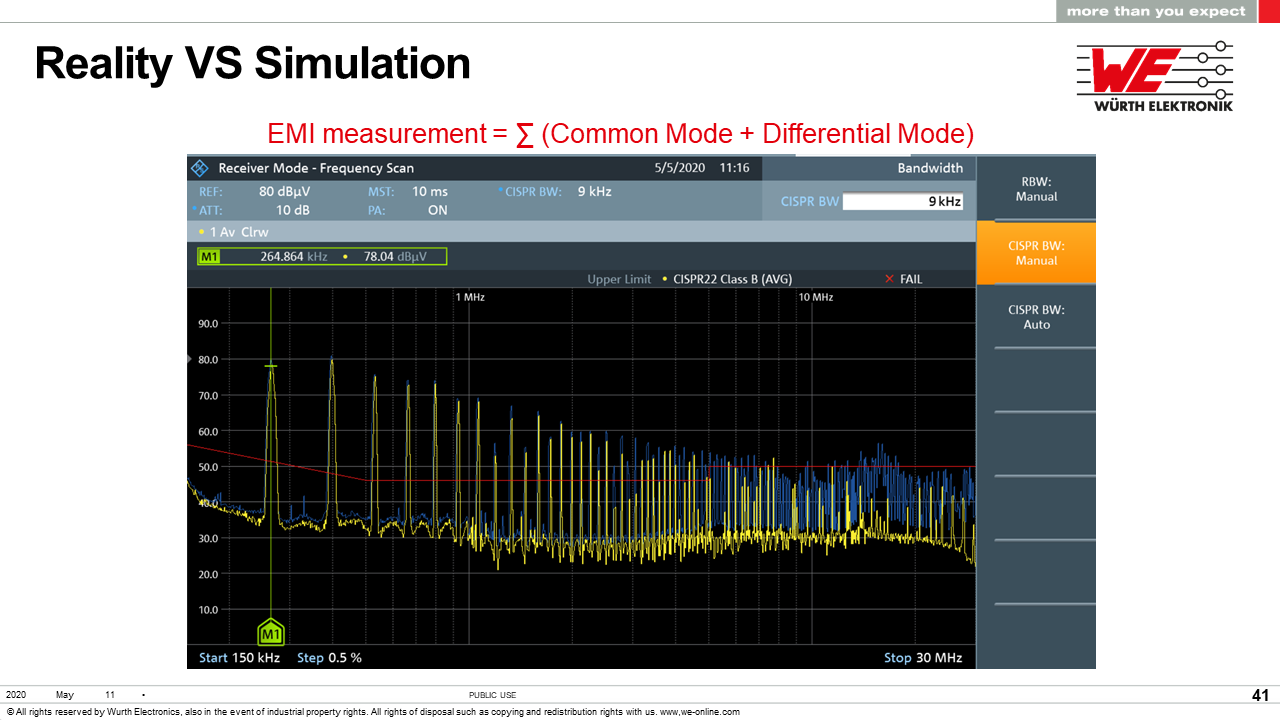 more than you expect
Reality VS Simulation
WE
WÜRTH ELEKTRONIK
EMI measurement = ∑ (Common Mode + Differential Mode)
Receiver Mode - Frequency Scan 5/5/2020 11:16 Bandwidth
REF: 80 dBµV MST: 10 ms * CISPR BW: 9 kHz
* ATT: 10 dB PA: ON
CISPR BW 9 kHz
• 1 Av Clrw
M1 264.864 kHz • 78.04 dBµV
Upper Limit • CISPR22 Class B (AVG) ✕ FAIL
1 MHz 10 MHz
90.0
80.0
70.0
60.0
50.0
40.0
30.0
20.0
10.0
M1
Start 150 kHz Step 0.5 % Stop 30 MHz
RBW:
Manual
CISPR BW:
Manual
CISPR BW:
Auto
2020 May 11 • PUBLIC USE 41
© All rights reserved by Wurth Electronics, also in the event of industrial property rights. All rights of disposal such as copying and redistribution rights with us. www,we-online.com